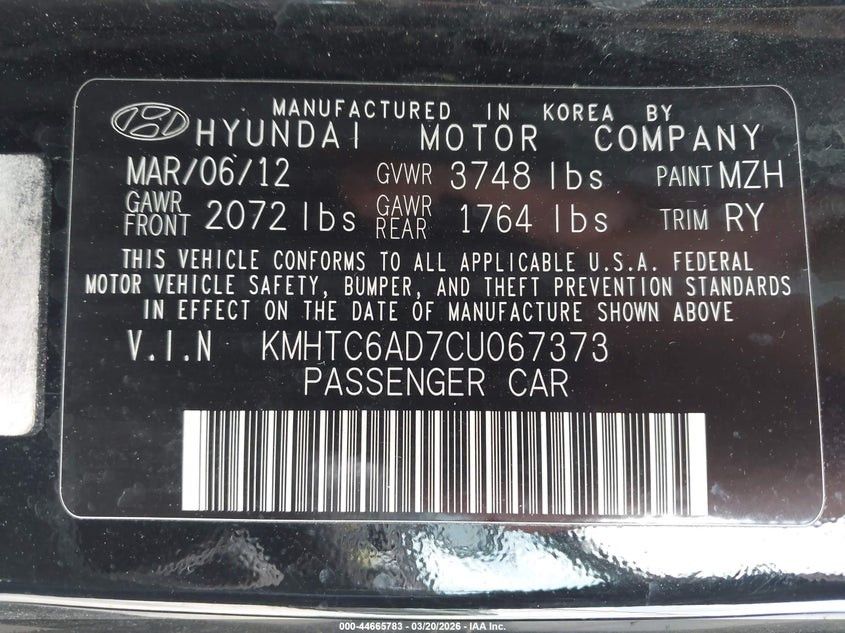 MANUFACTURED IN KOREA BY
HYUNDAI MOTOR COMPANY
MAR/06/12 GVWR 3748 lbs PAINT MZH
GAWR FRONT 2072 lbs GAWR REAR 1764 lbs TRIM RY
THIS VEHICLE CONFORMS TO ALL APPLICABLE U.S.A. FEDERAL
MOTOR VEHICLE SAFETY, BUMPER, AND THEFT PREVENTION STANDARDS
IN EFFECT ON THE DATE OF MANUFACTURE SHOWN ABOVE
V.I.N KMHTC6AD7CU067373
PASSENGER CAR
000-44665783 - 03/20/2026 - IAA Inc.